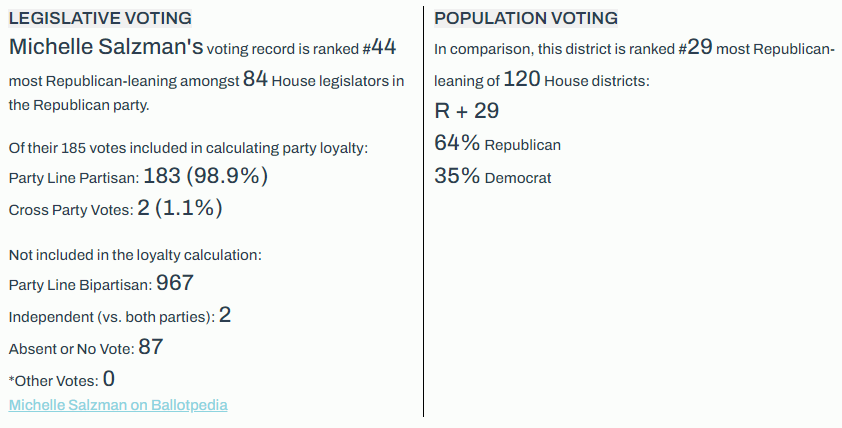 LEGISLATIVE VOTING
Michelle Salzman's voting record is ranked #44
most Republican-leaning amongst 84 House legislators in
the Republican party.
Of their 185 votes included in calculating party loyalty:
Party Line Partisan: 183 (98.9%)
Cross Party Votes: 2 (1.1%)
Not included in the loyalty calculation:
Party Line Bipartisan: 967
Independent (vs. both parties): 2
Absent or No Vote: 87
*Other Votes: 0
Michelle Salzman on Ballotpedia
POPULATION VOTING
In comparison, this district is ranked #29 most Republican-
leaning of 120 House districts:
R + 29
64% Republican
35% Democrat